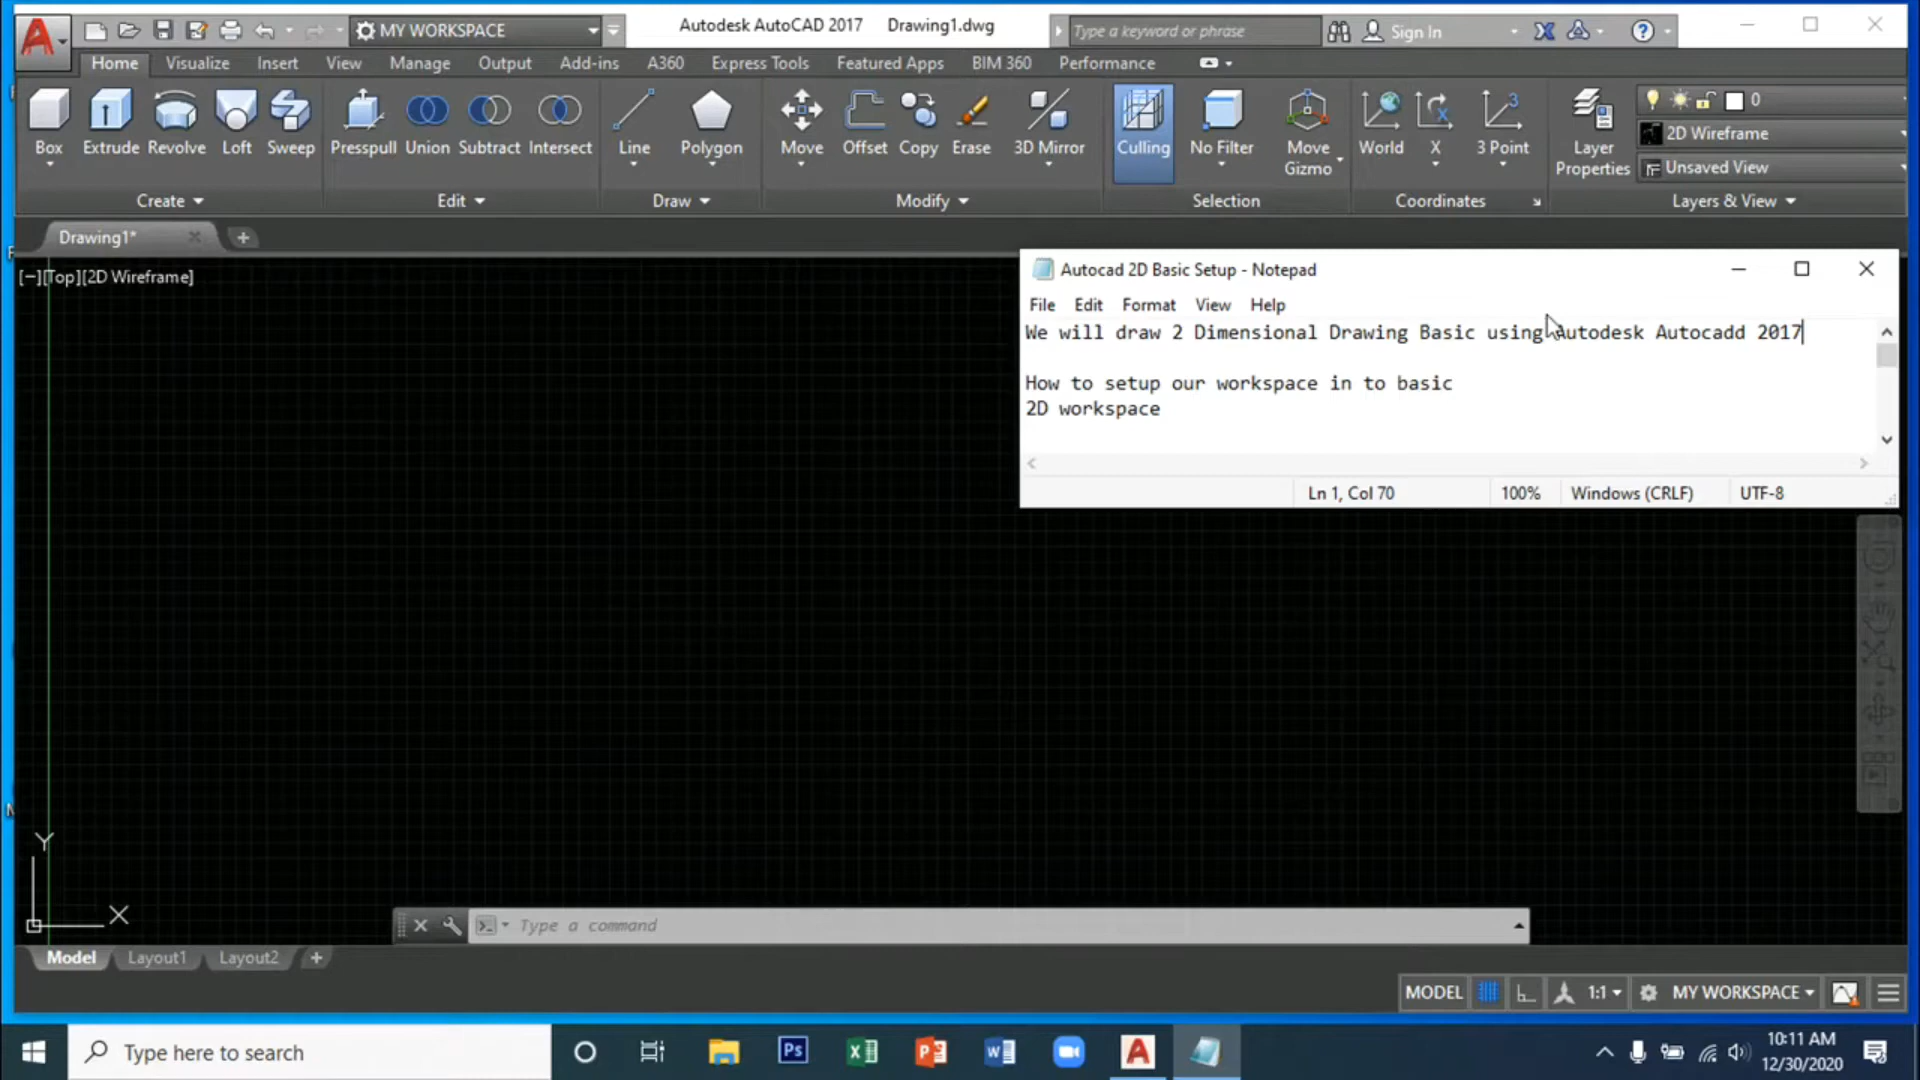 MY WORKSPACE
Autodesk AutoCAD 2017 Drawing1.dwg
Type a keyword or phrase
Sign In
Home Visualize Insert View Manage Output Add-ins A360 Express Tools Featured Apps BIM 360 Performance
Box Extrude Revolve Loft Sweep Presspull Union Subtract Intersect Line Polygon Move Offset Copy Erase 3D Mirror Culling No Filter Move Gizmo World X 3 Point Layer Properties
0
2D Wireframe
Unsaved View
Create Edit Draw Modify Selection Coordinates Layers & View
Drawing1*
[−][Top][2D Wireframe]
Autocad 2D Basic Setup - Notepad
File Edit Format View Help
We will draw 2 Dimensional Drawing Basic using Autodesk Autocadd 2017
How to setup our workspace in to basic
2D workspace
Ln 1, Col 70 100% Windows (CRLF) UTF-8
Y
X
Type a command
Model Layout1 Layout2
MODEL 1:1 MY WORKSPACE
Type here to search
Ps
10:11 AM
12/30/2020